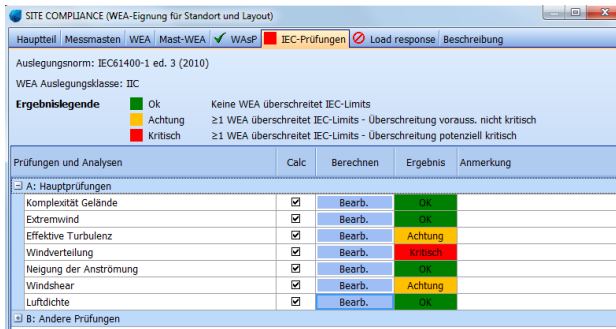 SITE COMPLIANCE (WEA-Eignung für Standort und Layout)
Hauptteil Messmasten WEA Mast-WEA WAsP IEC-Prüfungen Load response Beschreibung
Auslegungsnorm: IEC61400-1 ed. 3 (2010)
WEA Auslegungsklasse: IIC
Ergebnislegende Ok Keine WEA überschreitet IEC-Limits
Achtung ≥1 WEA überschreitet IEC-Limits - Überschreitung vorauss. nicht kritisch
Kritisch ≥1 WEA überschreitet IEC-Limits - Überschreitung potenziell kritisch
Prüfungen und Analysen Calc Berechnen Ergebnis Anmerkung
A: Hauptprüfungen
Komplexität Gelände Bearb. OK
Extremwind Bearb. OK
Effektive Turbulenz Bearb. Achtung
Windverteilung Bearb. Kritisch
Neigung der Anströmung Bearb. OK
Windshear Bearb. Achtung
Luftdichte Bearb. OK
B: Andere Prüfungen